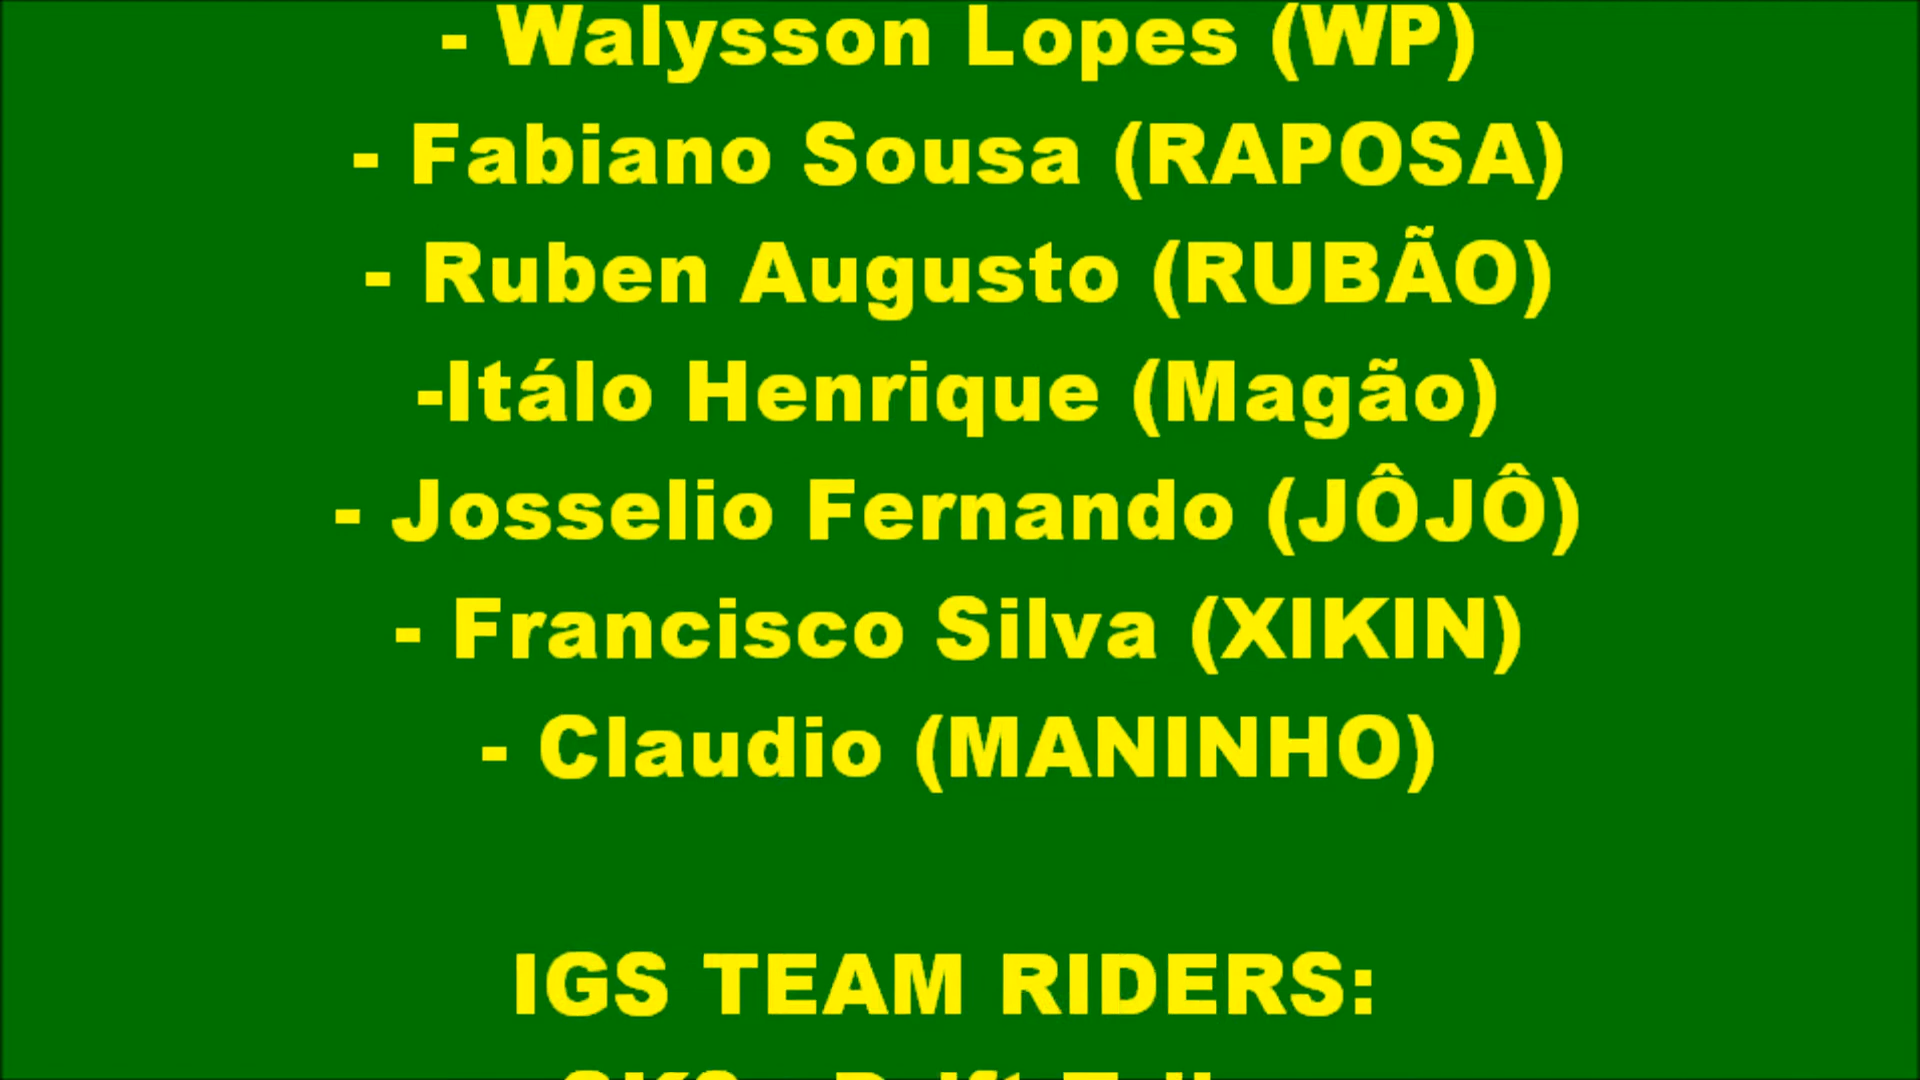 - Walysson Lopes (WP)
- Fabiano Sousa (RAPOSA)
- Ruben Augusto (RUBÃO)
-Itálo Henrique (Magão)
- Josselio Fernando (JÔJÔ)
- Francisco Silva (XIKIN)
- Claudio (MANINHO)
IGS TEAM RIDERS: